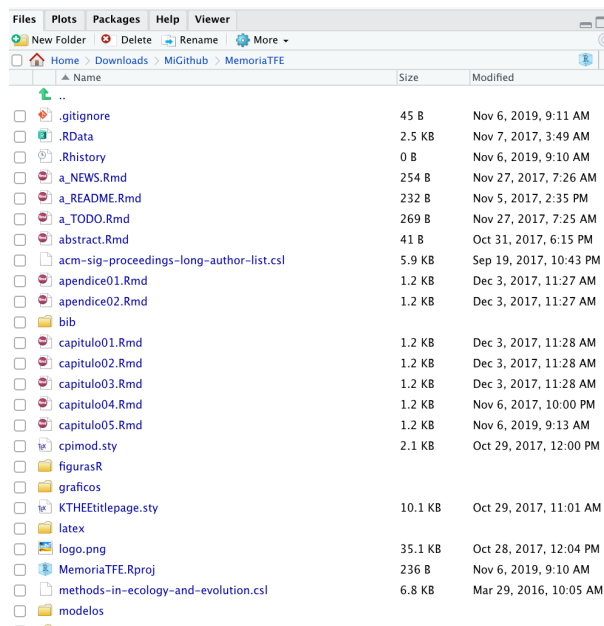 Files Plots Packages Help Viewer
New Folder Delete Rename More
Home Downloads MiGithub MemoriaTFE
Name Size Modified
..
.gitignore 45 B Nov 6, 2019, 9:11 AM
.RData 2.5 KB Nov 7, 2017, 3:49 AM
.Rhistory 0 B Nov 6, 2019, 9:10 AM
a_NEWS.Rmd 254 B Nov 27, 2017, 7:26 AM
a_README.Rmd 232 B Nov 5, 2017, 2:35 PM
a_TODO.Rmd 269 B Nov 27, 2017, 7:25 AM
abstract.Rmd 41 B Oct 31, 2017, 6:15 PM
acm-sig-proceedings-long-author-list.csl 5.9 KB Sep 19, 2017, 10:43 PM
apendice01.Rmd 1.2 KB Dec 3, 2017, 11:27 AM
apendice02.Rmd 1.2 KB Dec 3, 2017, 11:27 AM
bib
capitulo01.Rmd 1.2 KB Dec 3, 2017, 11:28 AM
capitulo02.Rmd 1.2 KB Dec 3, 2017, 11:28 AM
capitulo03.Rmd 1.2 KB Dec 3, 2017, 11:28 AM
capitulo04.Rmd 1.2 KB Nov 6, 2017, 10:00 PM
capitulo05.Rmd 1.2 KB Nov 6, 2019, 9:13 AM
cpimod.sty 2.1 KB Oct 29, 2017, 12:00 PM
figurasR
graficos
KTHEEtitlepage.sty 10.1 KB Oct 29, 2017, 11:01 AM
latex
logo.png 35.1 KB Oct 28, 2017, 12:04 PM
MemoriaTFE.Rproj 236 B Nov 6, 2019, 9:10 AM
methods-in-ecology-and-evolution.csl 6.8 KB Mar 29, 2016, 10:05 AM
modelos